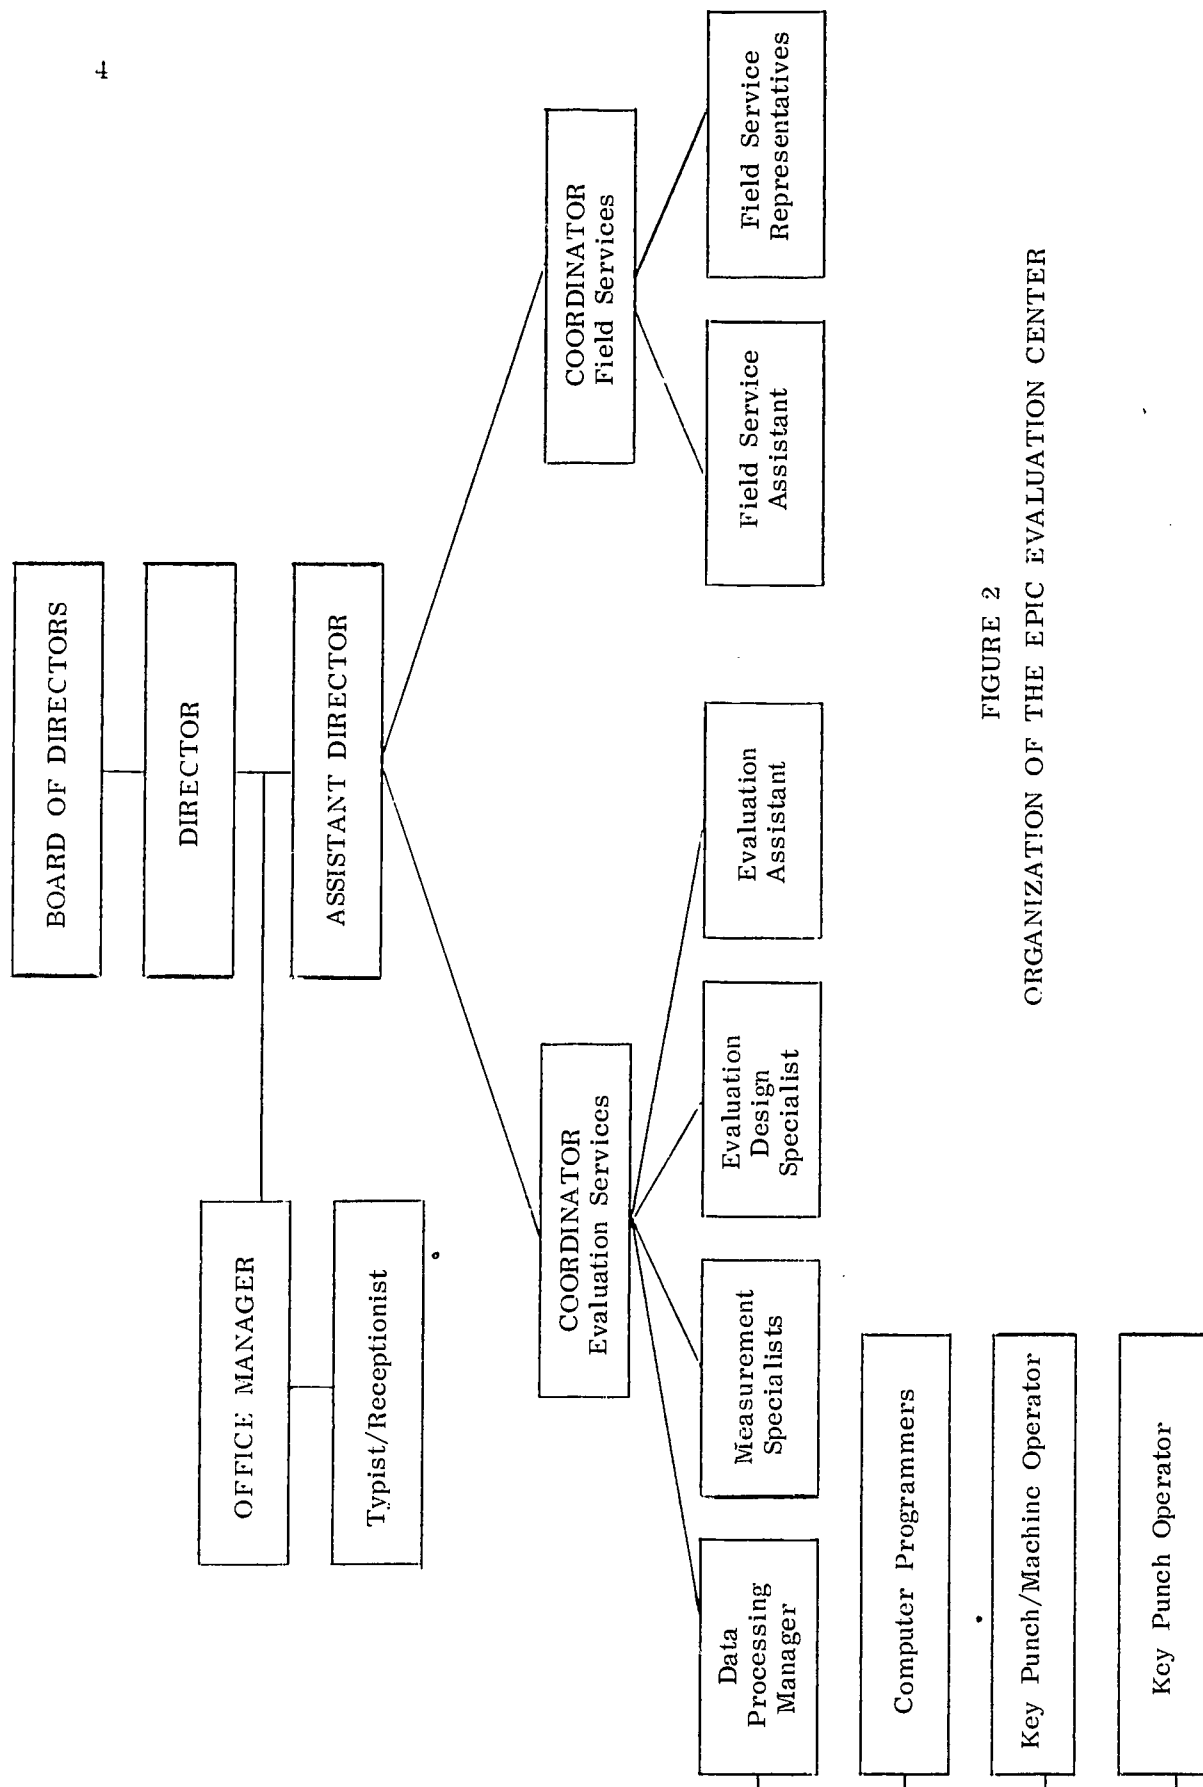 4
BOARD OF DIRECTORS
DIRECTOR
OFFICE MANAGER
Typist/Receptionist
ASSISTANT DIRECTOR
COORDINATOR
Evaluation Services
COORDINATOR
Field Services
Data
Processing
Manager
Measurement
Specialists
Evaluation
Design
Specialist
Evaluation
Assistant
Field Service
Assistant
Field Service
Representatives
Computer Programmers
Key Punch/Machine Operator
Key Punch Operator
FIGURE 2
ORGANIZATION OF THE EPIC EVALUATION CENTER